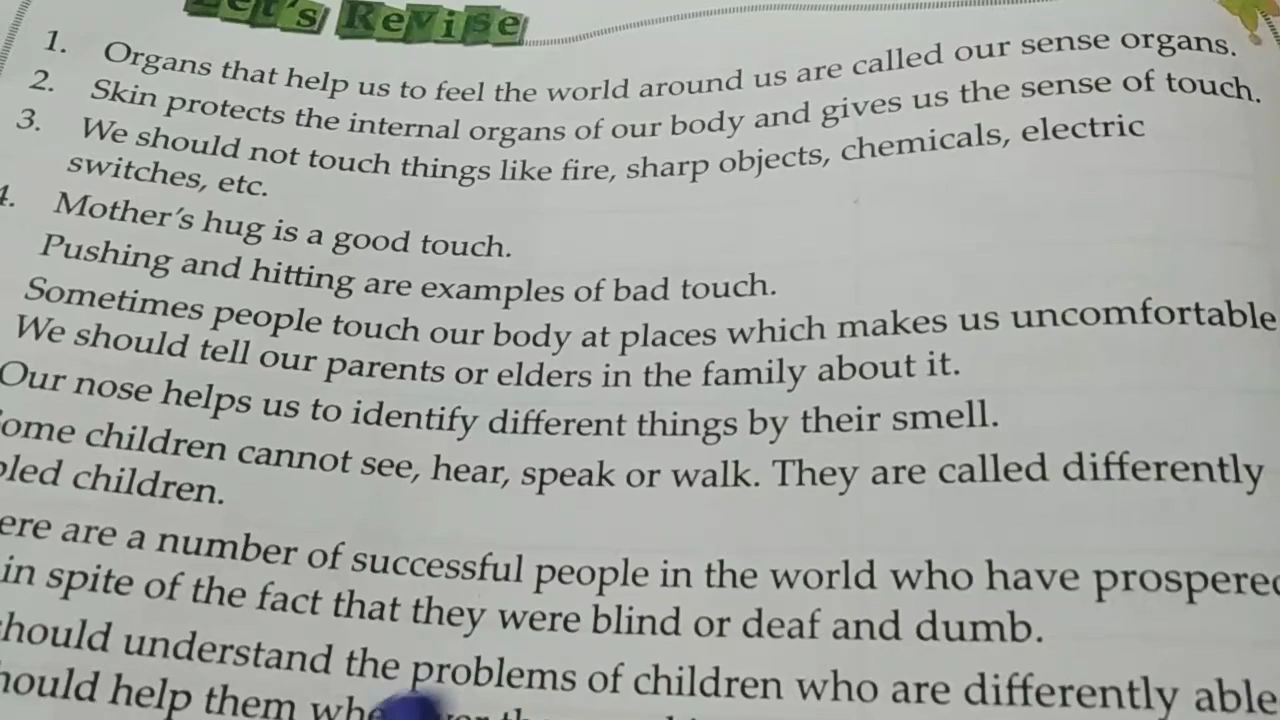 Let's Revise
1. Organs that help us to feel the world around us are called our sense organs.
2. Skin protects the internal organs of our body and gives us the sense of touch.
3. We should not touch things like fire, sharp objects, chemicals, electric
switches, etc.
4. Mother's hug is a good touch.
Pushing and hitting are examples of bad touch.
Sometimes people touch our body at places which makes us uncomfortable
We should tell our parents or elders in the family about it.
Our nose helps us to identify different things by their smell.
ome children cannot see, hear, speak or walk. They are called differently
bled children.
ere are a number of successful people in the world who have prospered
in spite of the fact that they were blind or deaf and dumb.
hould understand the problems of children who are differently able
hould help them